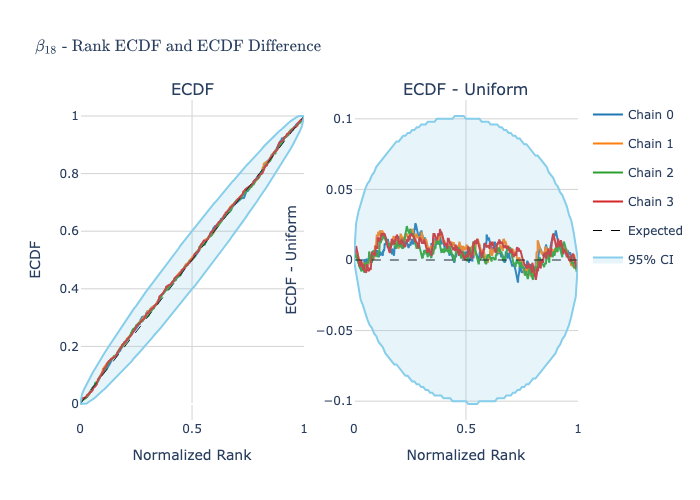 β₁₈ - Rank ECDF and ECDF Difference
ECDF
ECDF - Uniform
ECDF
1
0.8
0.6
0.4
0.2
0
0
0.5
1
Normalized Rank
ECDF - Uniform
0.1
0.05
0
−0.05
−0.1
0
0.5
1
Normalized Rank
Chain 0
Chain 1
Chain 2
Chain 3
Expected
95% CI